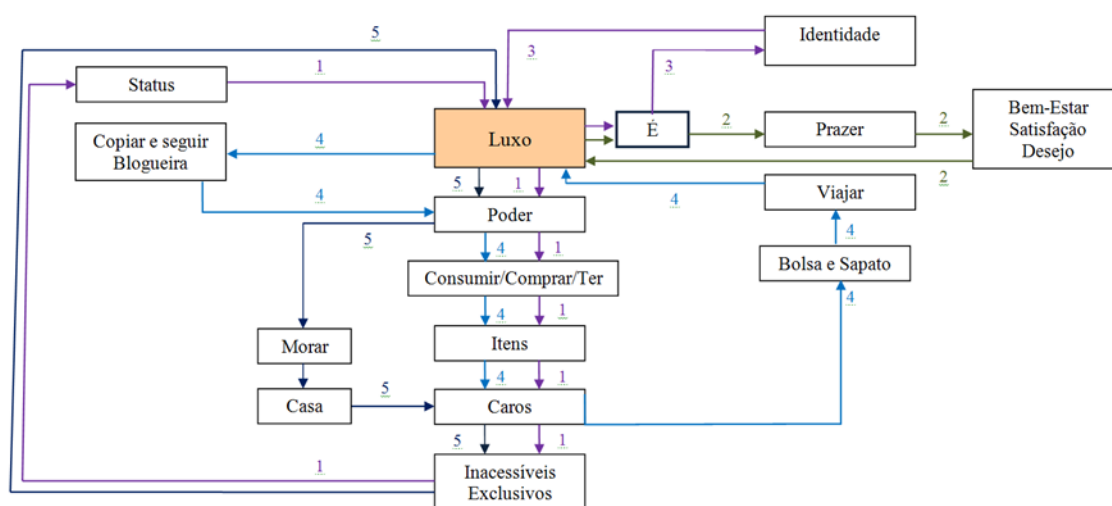 5
Identidade
3
1
Status
3
Bem-Estar
Satisfação
Desejo
Luxo
É
2
Prazer
2
Copiar e seguir
Blogueira
4
2
5
1
Viajar
4
4
Poder
5
4
1
4
Bolsa e Sapato
Consumir/Comprar/Ter
4
4
1
Itens
Morar
4
1
5
Casa
Caros
5
1
1
Inacessíveis
Exclusivos